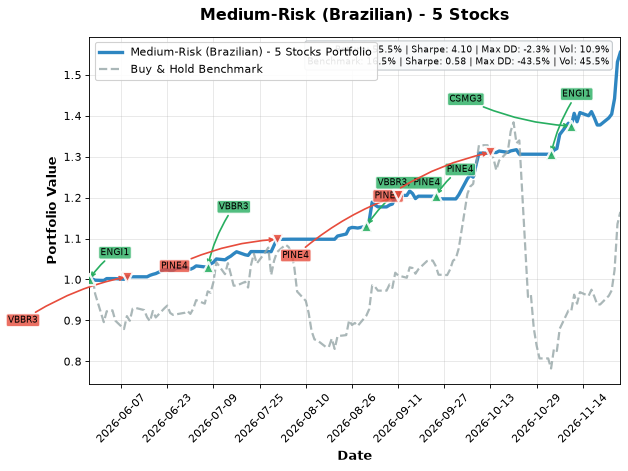 Medium-Risk (Brazilian) - 5 Stocks
Medium-Risk (Brazilian) - 5 Stocks Portfolio
Buy & Hold Benchmark
5.5% | Sharpe: 4.10 | Max DD: -2.3% | Vol: 10.9%
5% | Sharpe: 0.58 | Max DD: -43.5% | Vol: 45.5%
Portfolio Value
1.5
1.4
1.3
1.2
1.1
1.0
0.9
0.8
CSMG3
ENGI1
PINE4
VBBR3
PINE4
VBBR3
ENGI1
PINE4
PINE4
VBBR3
2026-06-07
2026-06-23
2026-07-09
2026-07-25
2026-08-10
2026-08-26
2026-09-11
2026-09-27
2026-10-13
2026-10-29
2026-11-14
Date